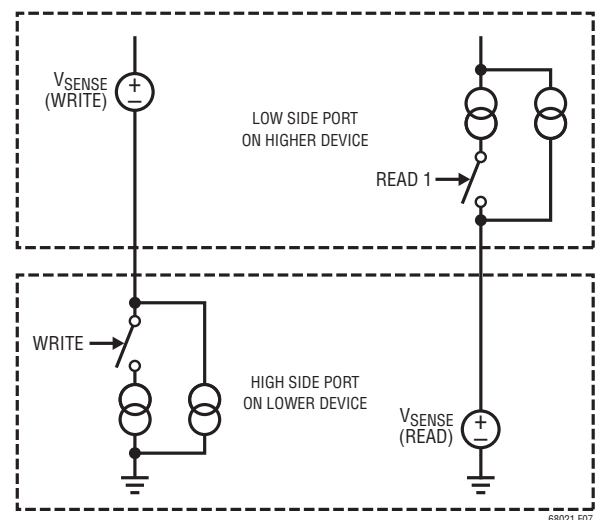 VSENSE
(WRITE)
+
−
LOW SIDE PORT
ON HIGHER DEVICE
READ 1
WRITE
HIGH SIDE PORT
ON LOWER DEVICE
VSENSE
(READ)
+
−
68021 F07